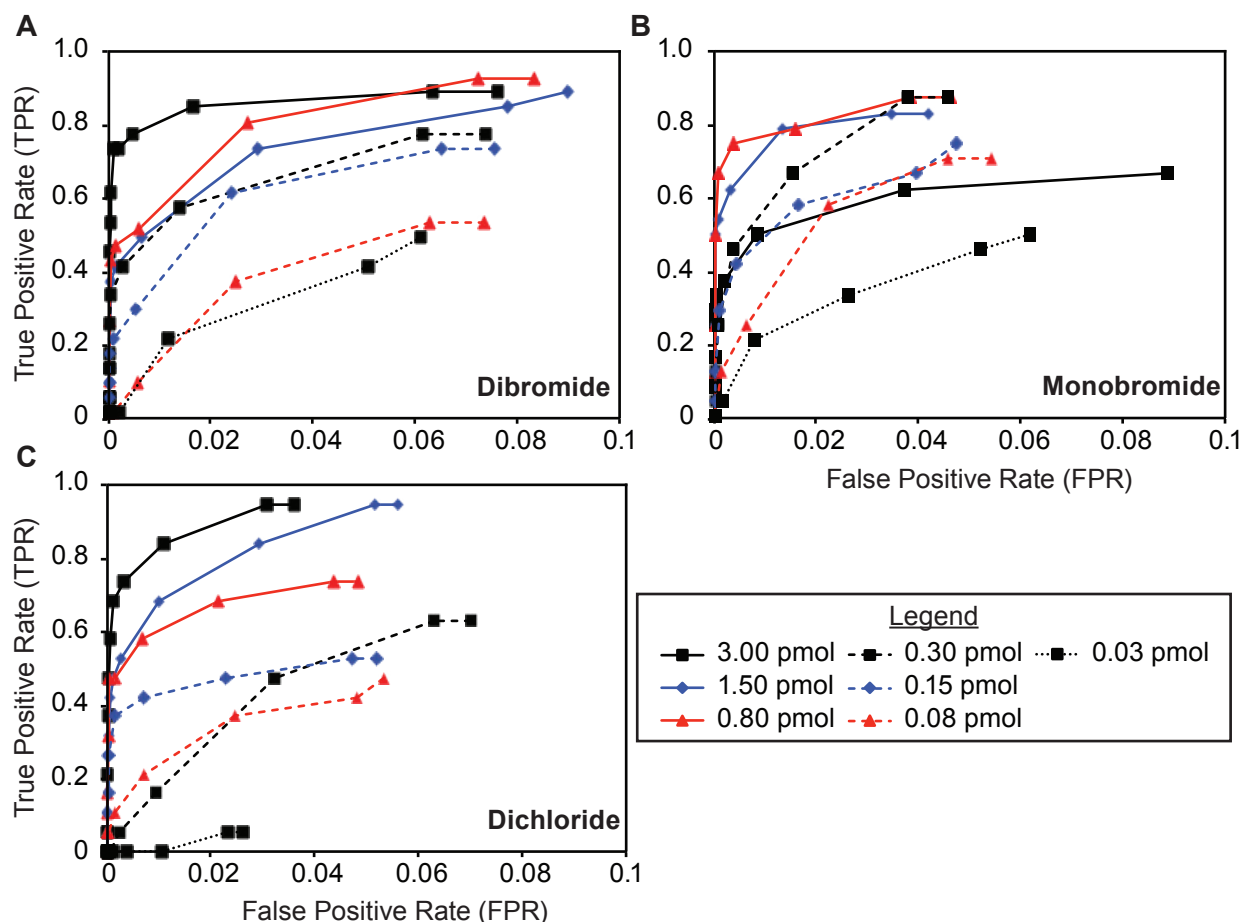 A
1.0
0.8
0.6
0.4
0.2
0
True Positive Rate (TPR)
Dibromide
0 0.02 0.04 0.06 0.08 0.1
B
1.0
0.8
0.6
0.4
0.2
0
Monobromide
0 0.02 0.04 0.06 0.08 0.1
False Positive Rate (FPR)
C
1.0
0.8
0.6
0.4
0.2
0
True Positive Rate (TPR)
Dichloride
0 0.02 0.04 0.06 0.08 0.1
False Positive Rate (FPR)
Legend
3.00 pmol 0.30 pmol 0.03 pmol
1.50 pmol 0.15 pmol
0.80 pmol 0.08 pmol